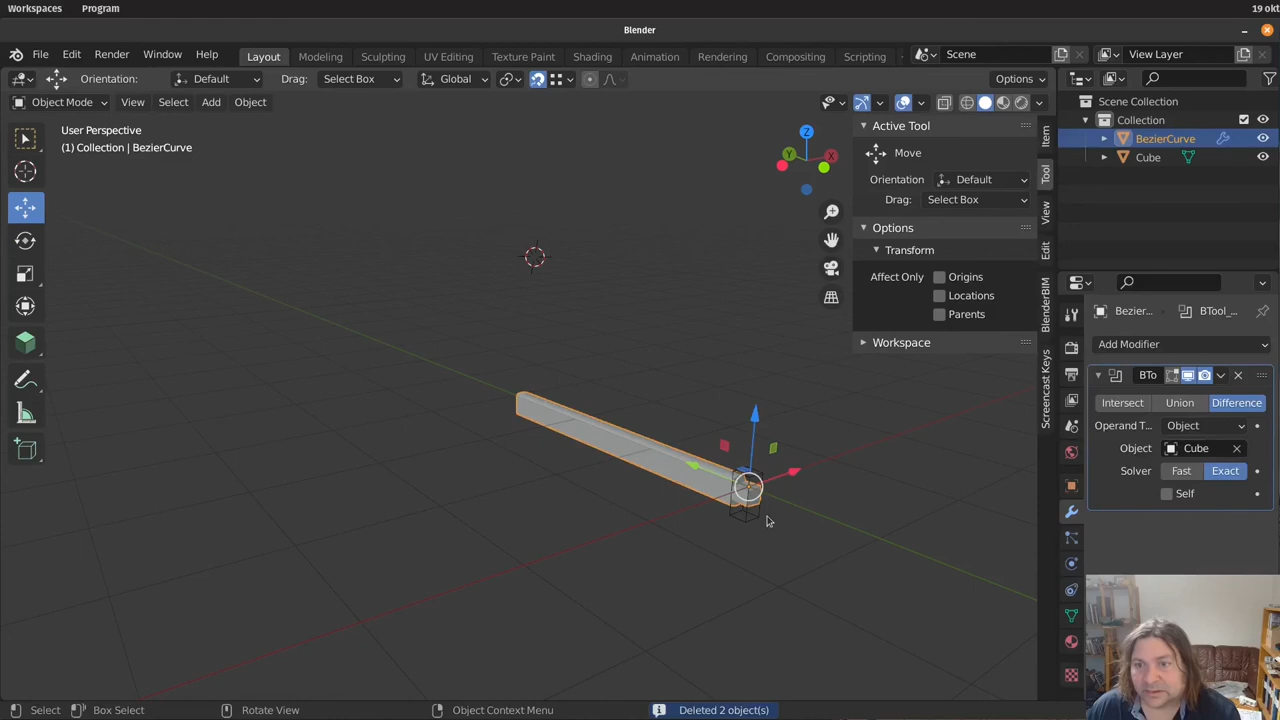 Workspaces Program 19 okt
Blender
File Edit Render Window Help Layout Modeling Sculpting UV Editing Texture Paint Shading Animation Rendering Compositing Scripting Scene View Layer
Orientation: Default Drag: Select Box Global Options
Object Mode View Select Add Object
Scene Collection
Collection
BezierCurve
Cube
User Perspective
(1) Collection | BezierCurve
Z
Y
X
Active Tool
Move
Orientation Default
Drag: Select Box
Options
Transform
Affect Only Origins
Locations
Parents
Workspace
Item
Tool
View
Edit
BlenderBIM
Screencast Keys
Bezier... BTool_...
Add Modifier
BTo
Intersect Union Difference
Operand T... Object
Object Cube
Solver Fast Exact
Self
Select Box Select Rotate View Object Context Menu Deleted 2 object(s)